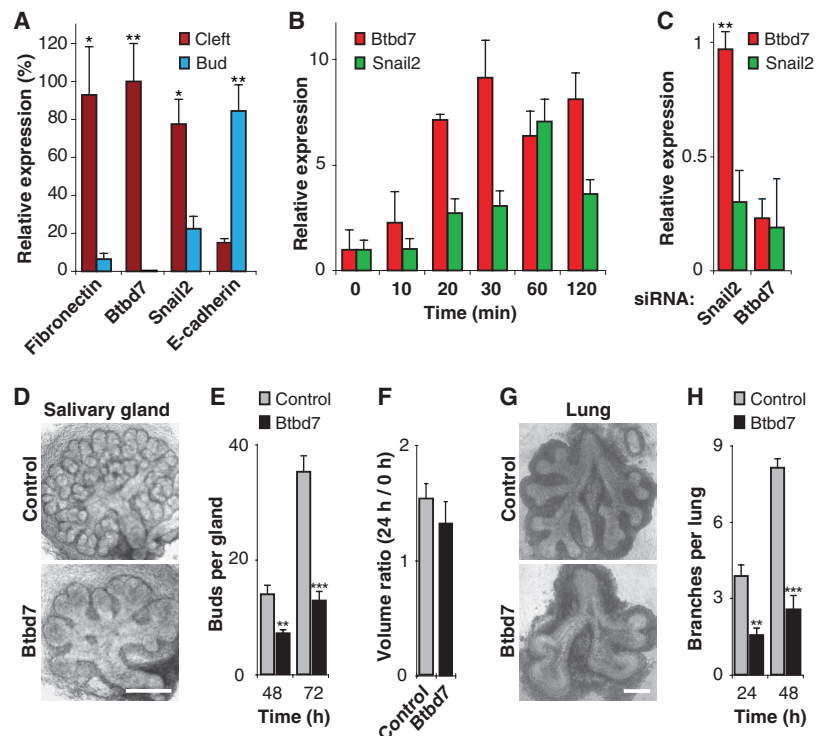 A
Cleft
Bud
Relative expression (%)
120
100
80
60
40
20
0
*
**
*
**
Fibronectin
Btbd7
Snail2
E-cadherin
B
Btbd7
Snail2
Relative expression
10
5
0
0 10 20 30 60 120
Time (min)
C
Btbd7
Snail2
Relative expression
1
0.5
0
**
siRNA:
Snail2
Btbd7
D
Salivary gland
Control
Btbd7
E
Control
Btbd7
Buds per gland
40
20
0
**
***
48 72
Time (h)
F
Volume ratio (24 h / 0 h)
2
1
0
Control
Btbd7
G
Lung
Control
Btbd7
H
Control
Btbd7
Branches per lung
9
6
3
0
**
***
24 48
Time (h)